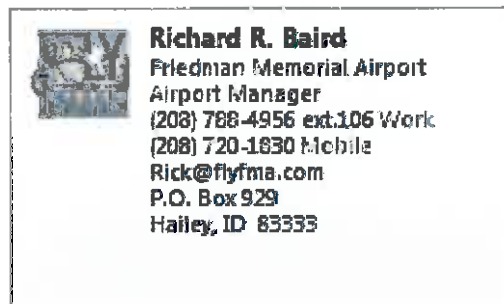 Richard R. Baird
Friedman Memorial Airport
Airport Manager
(208) 788-4956 ext.106 Work
(208) 720-1830 Mobile
Rick@flyfma.com
P.O. Box 929
Hailey, ID 83333